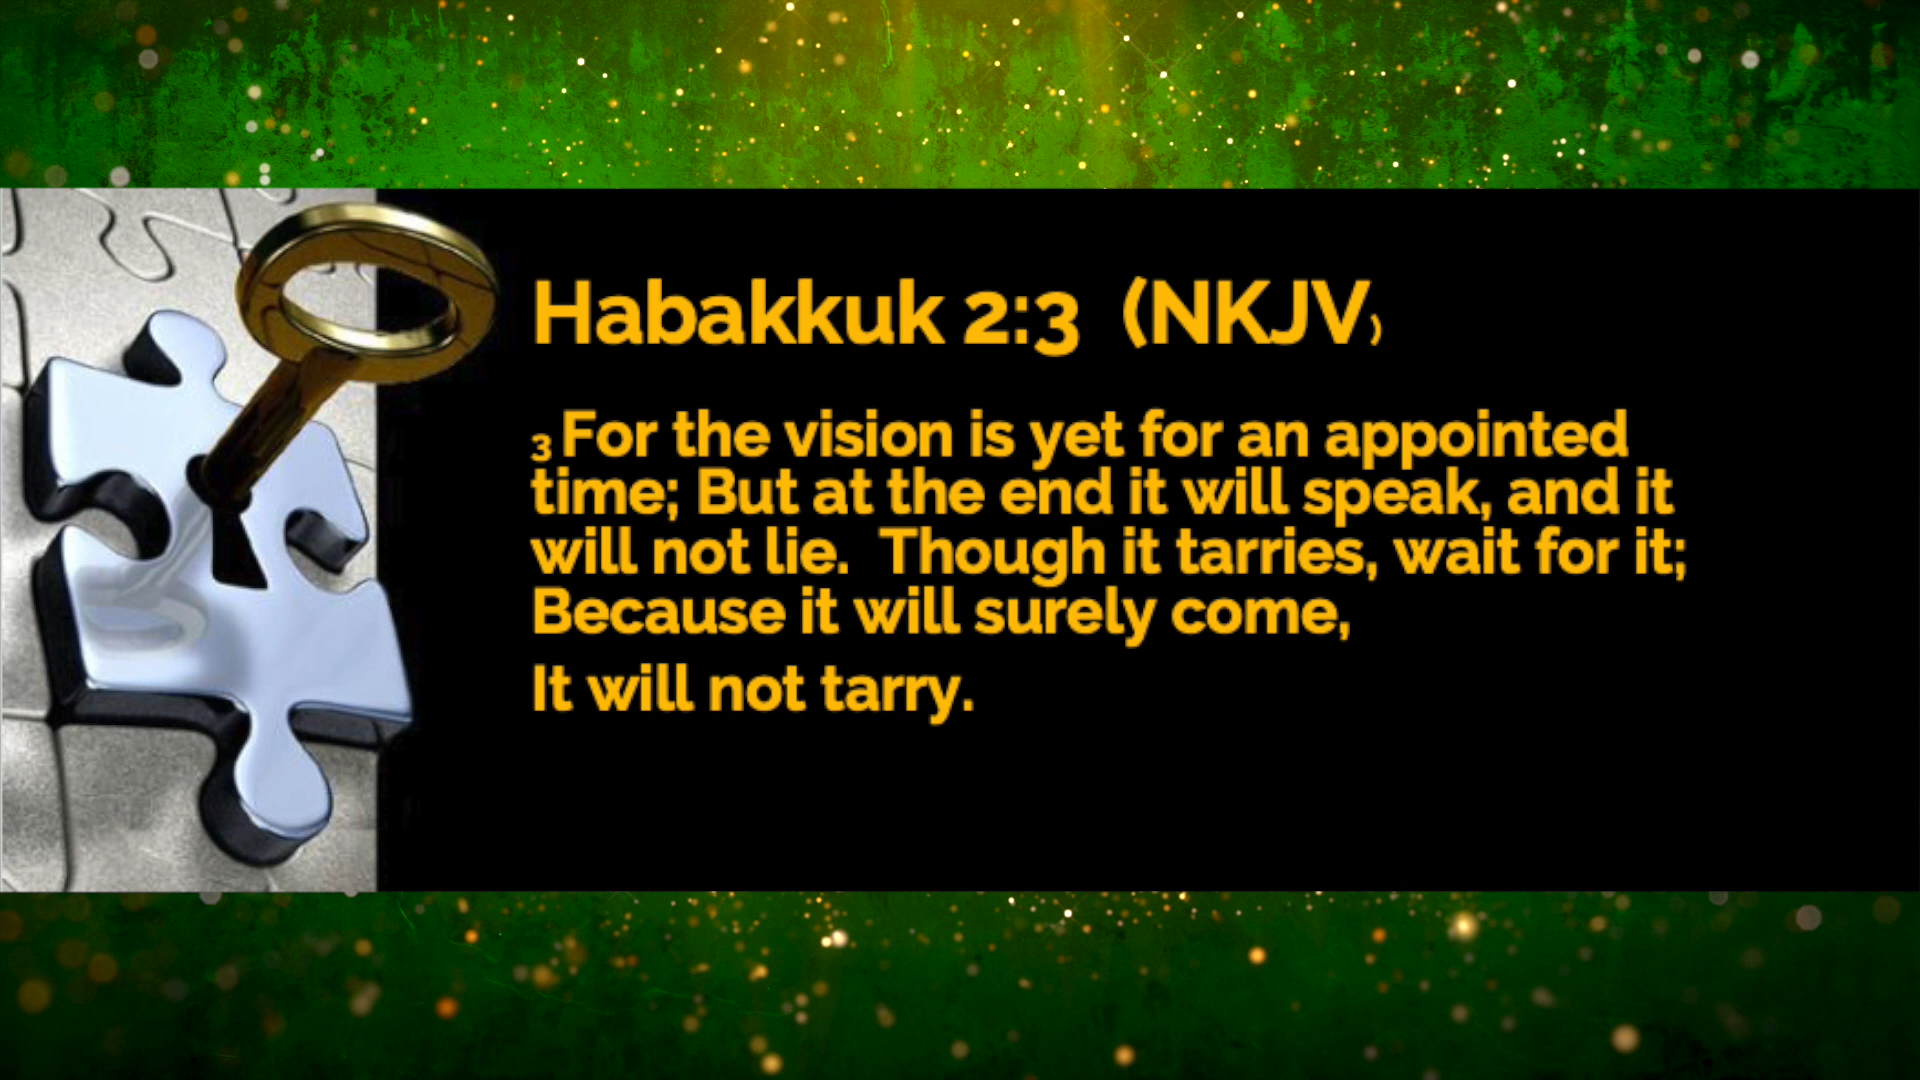 Habakkuk 2:3  (NKJV)
3 For the vision is yet for an appointed
time; But at the end it will speak, and it
will not lie.  Though it tarries, wait for it;
Because it will surely come,
It will not tarry.